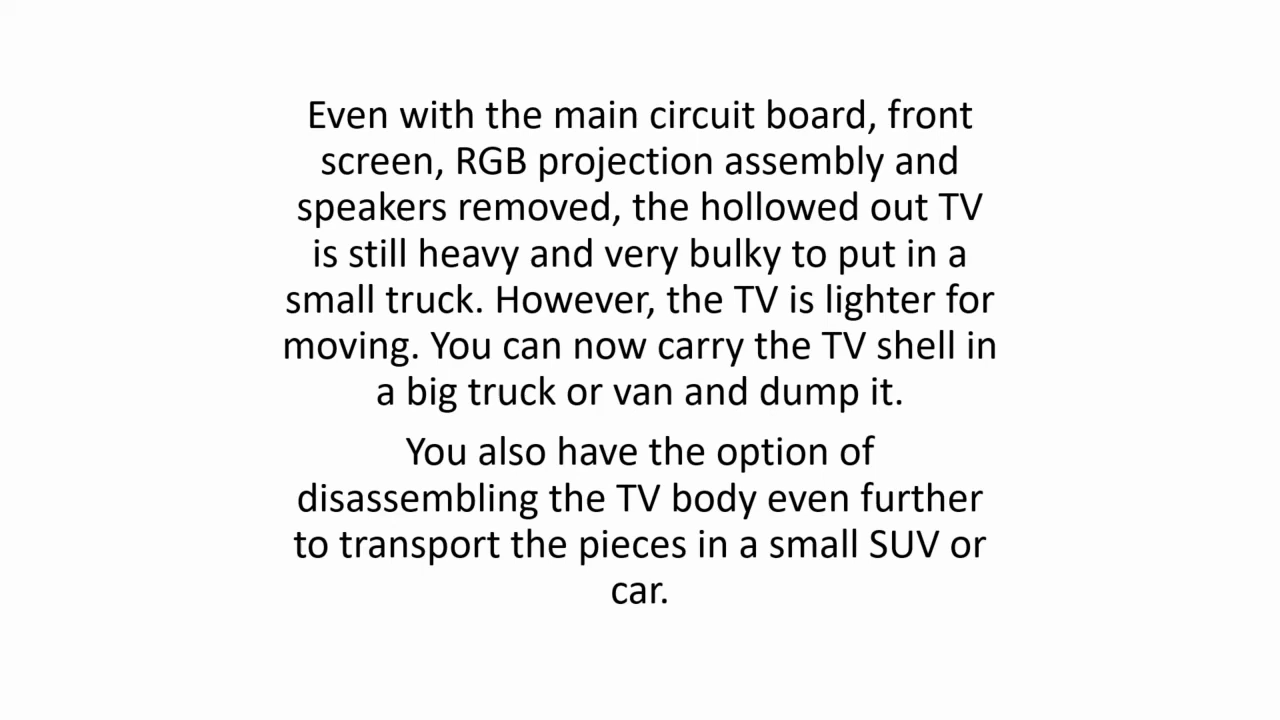 Even with the main circuit board, front
screen, RGB projection assembly and
speakers removed, the hollowed out TV
is still heavy and very bulky to put in a
small truck. However, the TV is lighter for
moving. You can now carry the TV shell in
a big truck or van and dump it.
You also have the option of
disassembling the TV body even further
to transport the pieces in a small SUV or
car.